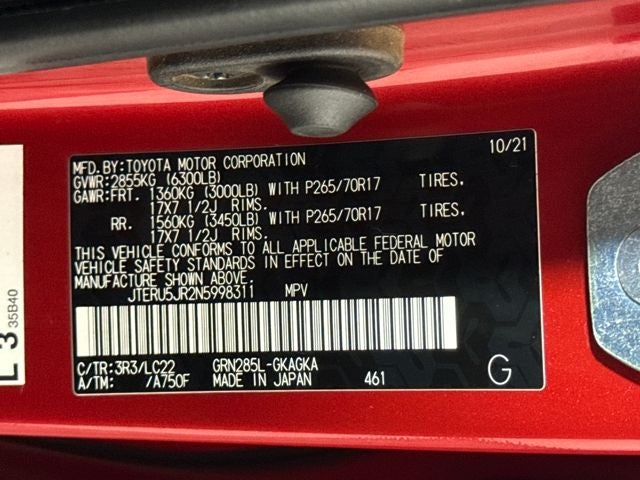 MFD.BY:TOYOTA MOTOR CORPORATION 10/21
GVWR:2855KG (6300LB)
GAWR:FRT. 1360KG (3000LB) WITH P265/70R17 TIRES.
17X7 1/2J RIMS.
RR. 1560KG (3450LB) WITH P265/70R17 TIRES.
17X7 1/2J RIMS.
THIS VEHICLE CONFORMS TO ALL APPLICABLE FEDERAL MOTOR
VEHICLE SAFETY STANDARDS IN EFFECT ON THE DATE OF
MANUFACTURE SHOWN ABOVE.
JTERU5JR2N5998311 MPV
C/TR:3R3/LC22 GRN285L-GKAGKA
A/TM: /A750F MADE IN JAPAN 461 G
L 3
35B40